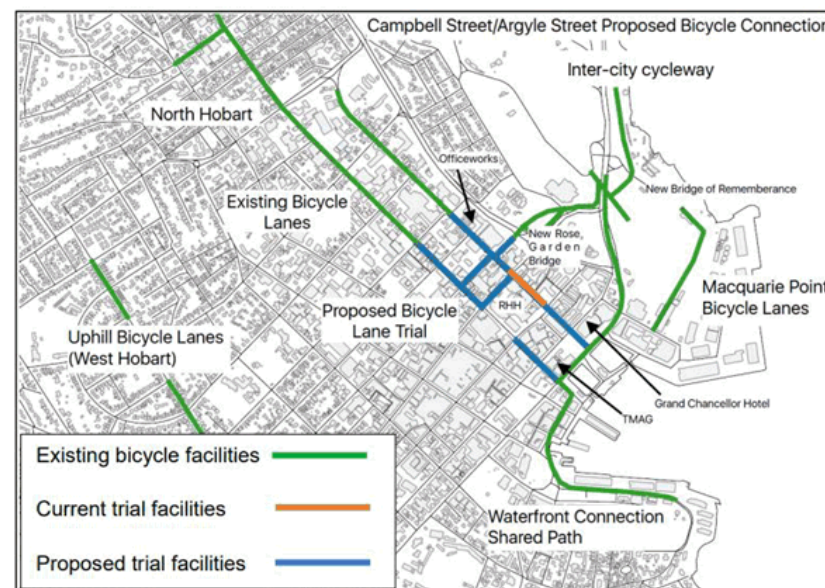 Campbell Street/Argyle Street Proposed Bicycle Connection
Inter-city cycleway
North Hobart
Officeworks
New Bridge of Rememberance
Existing Bicycle
Lanes
New Rose,
Garden
Bridge
Macquarie Point
Bicycle Lanes
Proposed Bicycle
Lane Trial
RHH
Uphill Bicycle Lanes
(West Hobart)
Grand Chancellor Hotel
TMAG
Existing bicycle facilities
Current trial facilities
Proposed trial facilities
Waterfront Connection
Shared Path